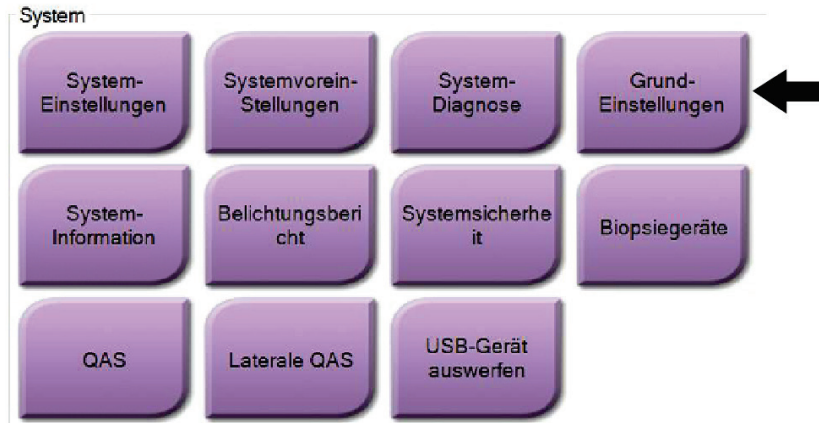 System
System-
Einstellungen
Systemvorein-
Stellungen
System-
Diagnose
Grund-
Einstellungen
System-
Information
Belichtungsberi
cht
Systemsicherhe
it
Biopsiegeräte
QAS
Laterale QAS
USB-Gerät
auswerfen